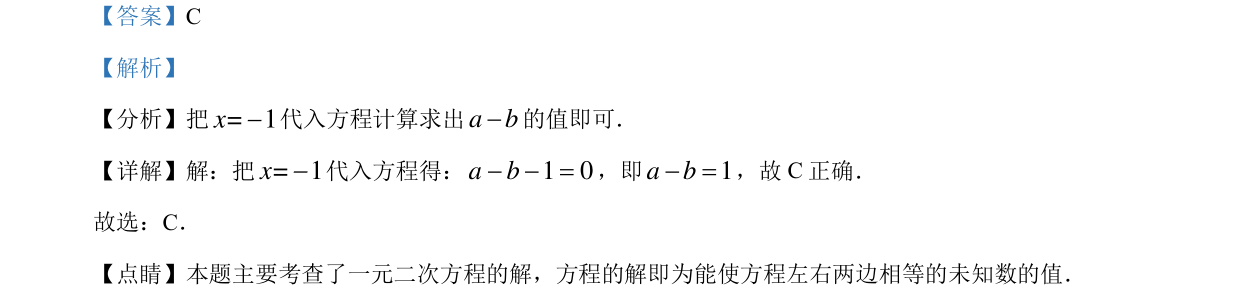 【答案】C
【解析】
【分析】把 x=−1代入方程计算求出 a−b 的值即可．
【详解】解：把 x=−1代入方程得：a−b−1=0，即 a−b=1，故 C 正确．
故选：C．
【点睛】本题主要考查了一元二次方程的解，方程的解即为能使方程左右两边相等的未知数的值．